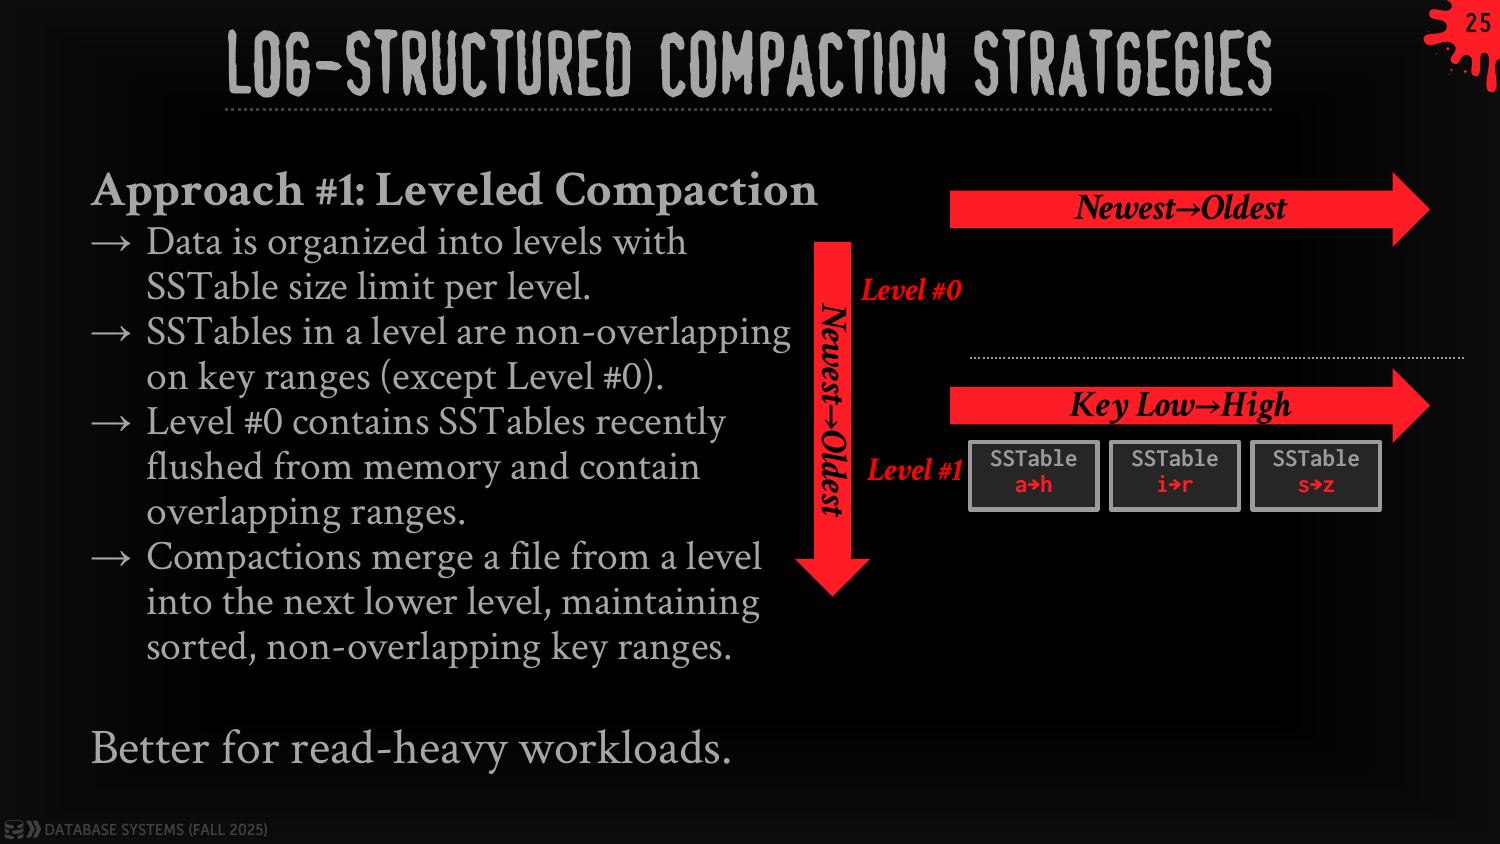 25
LOG-STRUCTURED COMPACTION STRATGEGIES
Approach #1: Leveled Compaction
→ Data is organized into levels with
SSTable size limit per level.
→ SSTables in a level are non-overlapping
on key ranges (except Level #0).
→ Level #0 contains SSTables recently
flushed from memory and contain
overlapping ranges.
→ Compactions merge a file from a level
into the next lower level, maintaining
sorted, non-overlapping key ranges.
Better for read-heavy workloads.
Newest→Oldest
Newest→Oldest
Level #0
Key Low→High
Level #1
SSTable
a→h
SSTable
i→r
SSTable
s→z
DATABASE SYSTEMS (FALL 2025)